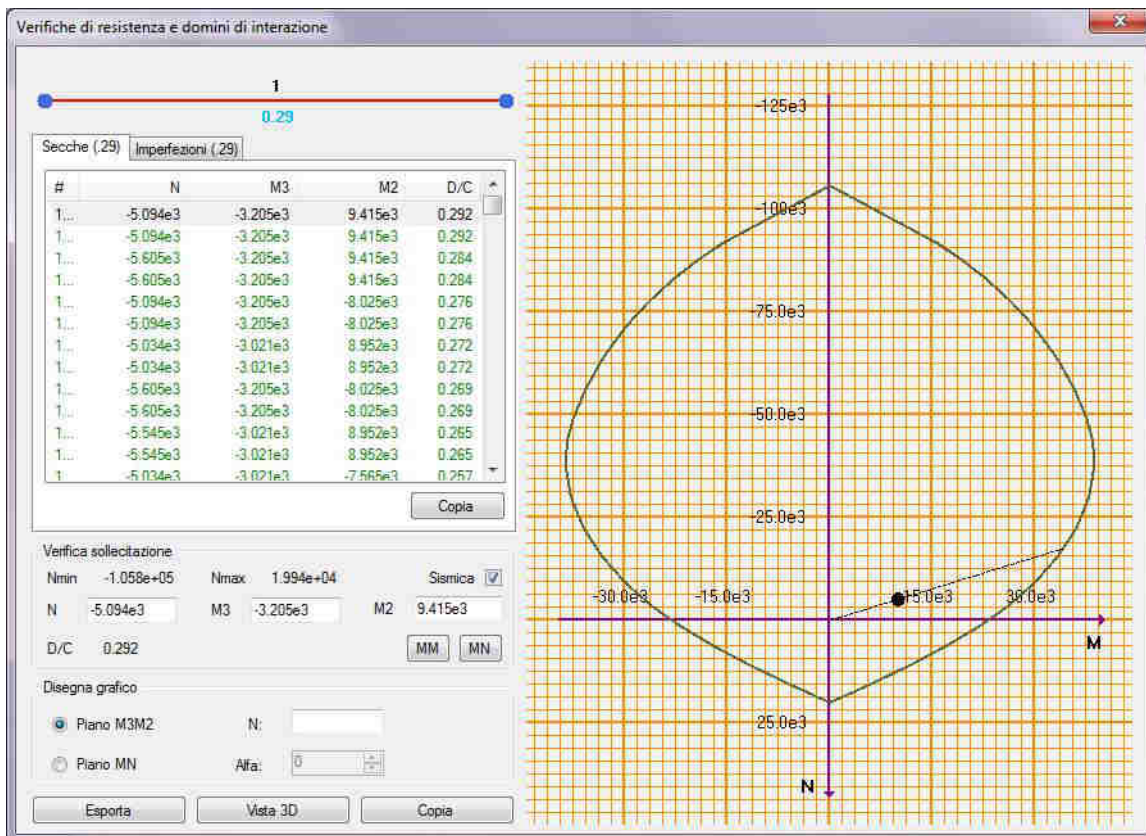 Verifiche di resistenza e domini di interazione
1
0.29
Secche (.29) Imperfezioni (.29)
# N M3 M2 D/C
1... -5.094e3 -3.205e3 9.415e3 0.292
1... -5.094e3 -3.205e3 9.415e3 0.292
1... -5.605e3 -3.205e3 9.415e3 0.284
1... -5.605e3 -3.205e3 9.415e3 0.284
1... -5.094e3 -3.205e3 -8.025e3 0.276
1... -5.094e3 -3.205e3 -8.025e3 0.276
1... -5.034e3 -3.021e3 8.952e3 0.272
1... -5.034e3 -3.021e3 8.952e3 0.272
1... -5.605e3 -3.205e3 -8.025e3 0.269
1... -5.605e3 -3.205e3 -8.025e3 0.269
1... -5.545e3 -3.021e3 8.952e3 0.265
1... -5.545e3 -3.021e3 8.952e3 0.265
1 -5.034e3 -3.021e3 -7.565e3 0.257
Copia
Verifica sollecitazione
Nmin -1.058e+05 Nmax 1.994e+04 Sismica
N -5.094e3 M3 -3.205e3 M2 9.415e3
D/C 0.292 MM MN
Disegna grafico
Piano M3M2 N:
Piano MN Alfa: 0
Esporta Vista 3D Copia
-125e3
-100e3
-75.0e3
-50.0e3
-25.0e3
-30.0e3 -15.0e3 15.0e3 30.0e3
M
25.0e3
N